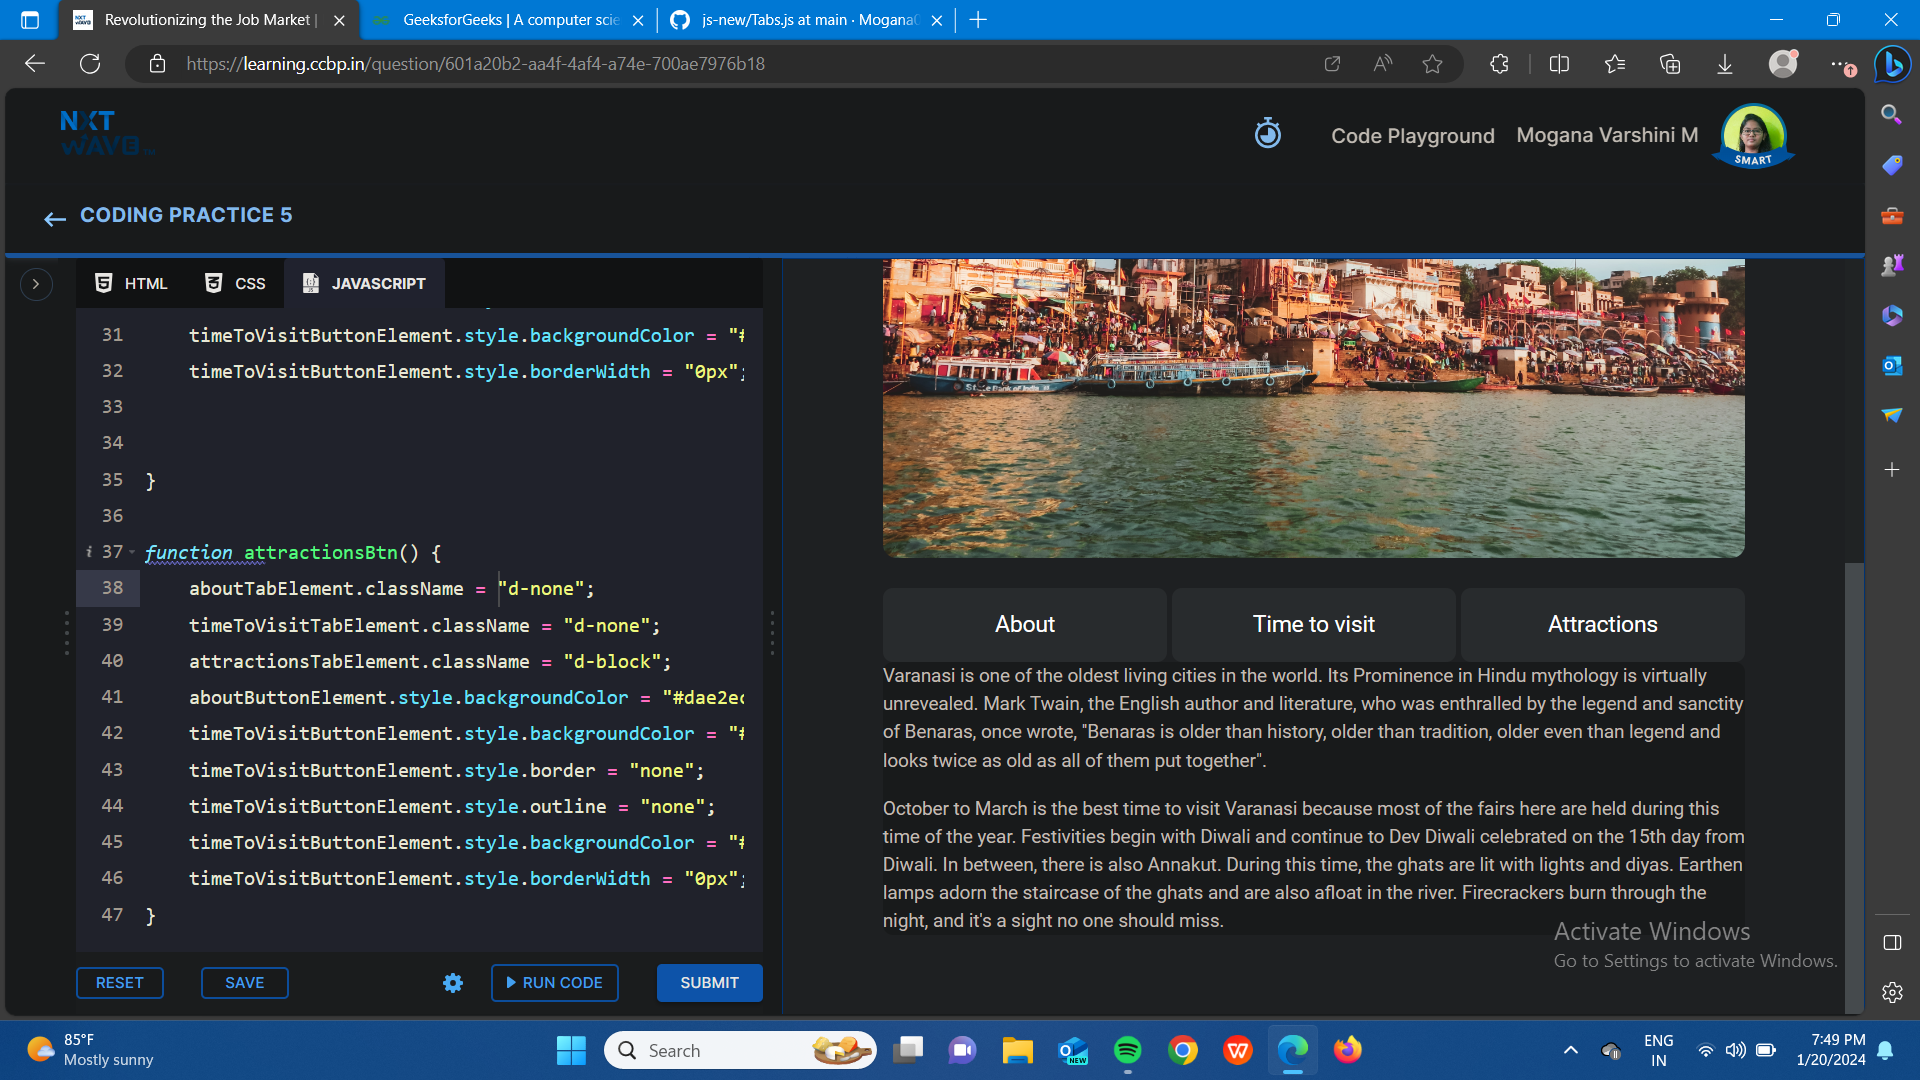 Revolutionizing the Job Market |
GeeksforGeeks | A computer scie
js-new/Tabs.js at main · Mogana
https://learning.ccbp.in/question/601a20b2-aa4f-4af4-a74e-700ae7976b18
NXT
WAVE
Code Playground
Mogana Varshini M
SMART
CODING PRACTICE 5
HTML
CSS
JAVASCRIPT
31 timeToVisitButtonElement.style.backgroundColor = "#
32 timeToVisitButtonElement.style.borderWidth = "0px";
33
34
35 }
36
37 function attractionsBtn() {
38 aboutTabElement.className = "d-none";
39 timeToVisitTabElement.className = "d-none";
40 attractionsTabElement.className = "d-block";
41 aboutButtonElement.style.backgroundColor = "#dae2ec
42 timeToVisitButtonElement.style.backgroundColor = "#
43 timeToVisitButtonElement.style.border = "none";
44 timeToVisitButtonElement.style.outline = "none";
45 timeToVisitButtonElement.style.backgroundColor = "#
46 timeToVisitButtonElement.style.borderWidth = "0px";
47 }
RESET
SAVE
RUN CODE
SUBMIT
State Bank of India
About
Time to visit
Attractions
Varanasi is one of the oldest living cities in the world. Its Prominence in Hindu mythology is virtually
unrevealed. Mark Twain, the English author and literature, who was enthralled by the legend and sanctity
of Benaras, once wrote, "Benaras is older than history, older than tradition, older even than legend and
looks twice as old as all of them put together".
October to March is the best time to visit Varanasi because most of the fairs here are held during this
time of the year. Festivities begin with Diwali and continue to Dev Diwali celebrated on the 15th day from
Diwali. In between, there is also Annakut. During this time, the ghats are lit with lights and diyas. Earthen
lamps adorn the staircase of the ghats and are also afloat in the river. Firecrackers burn through the
night, and it's a sight no one should miss.
Activate Windows
Go to Settings to activate Windows.
85°F
Mostly sunny
Search
NEW
ENG
IN
7:49 PM
1/20/2024